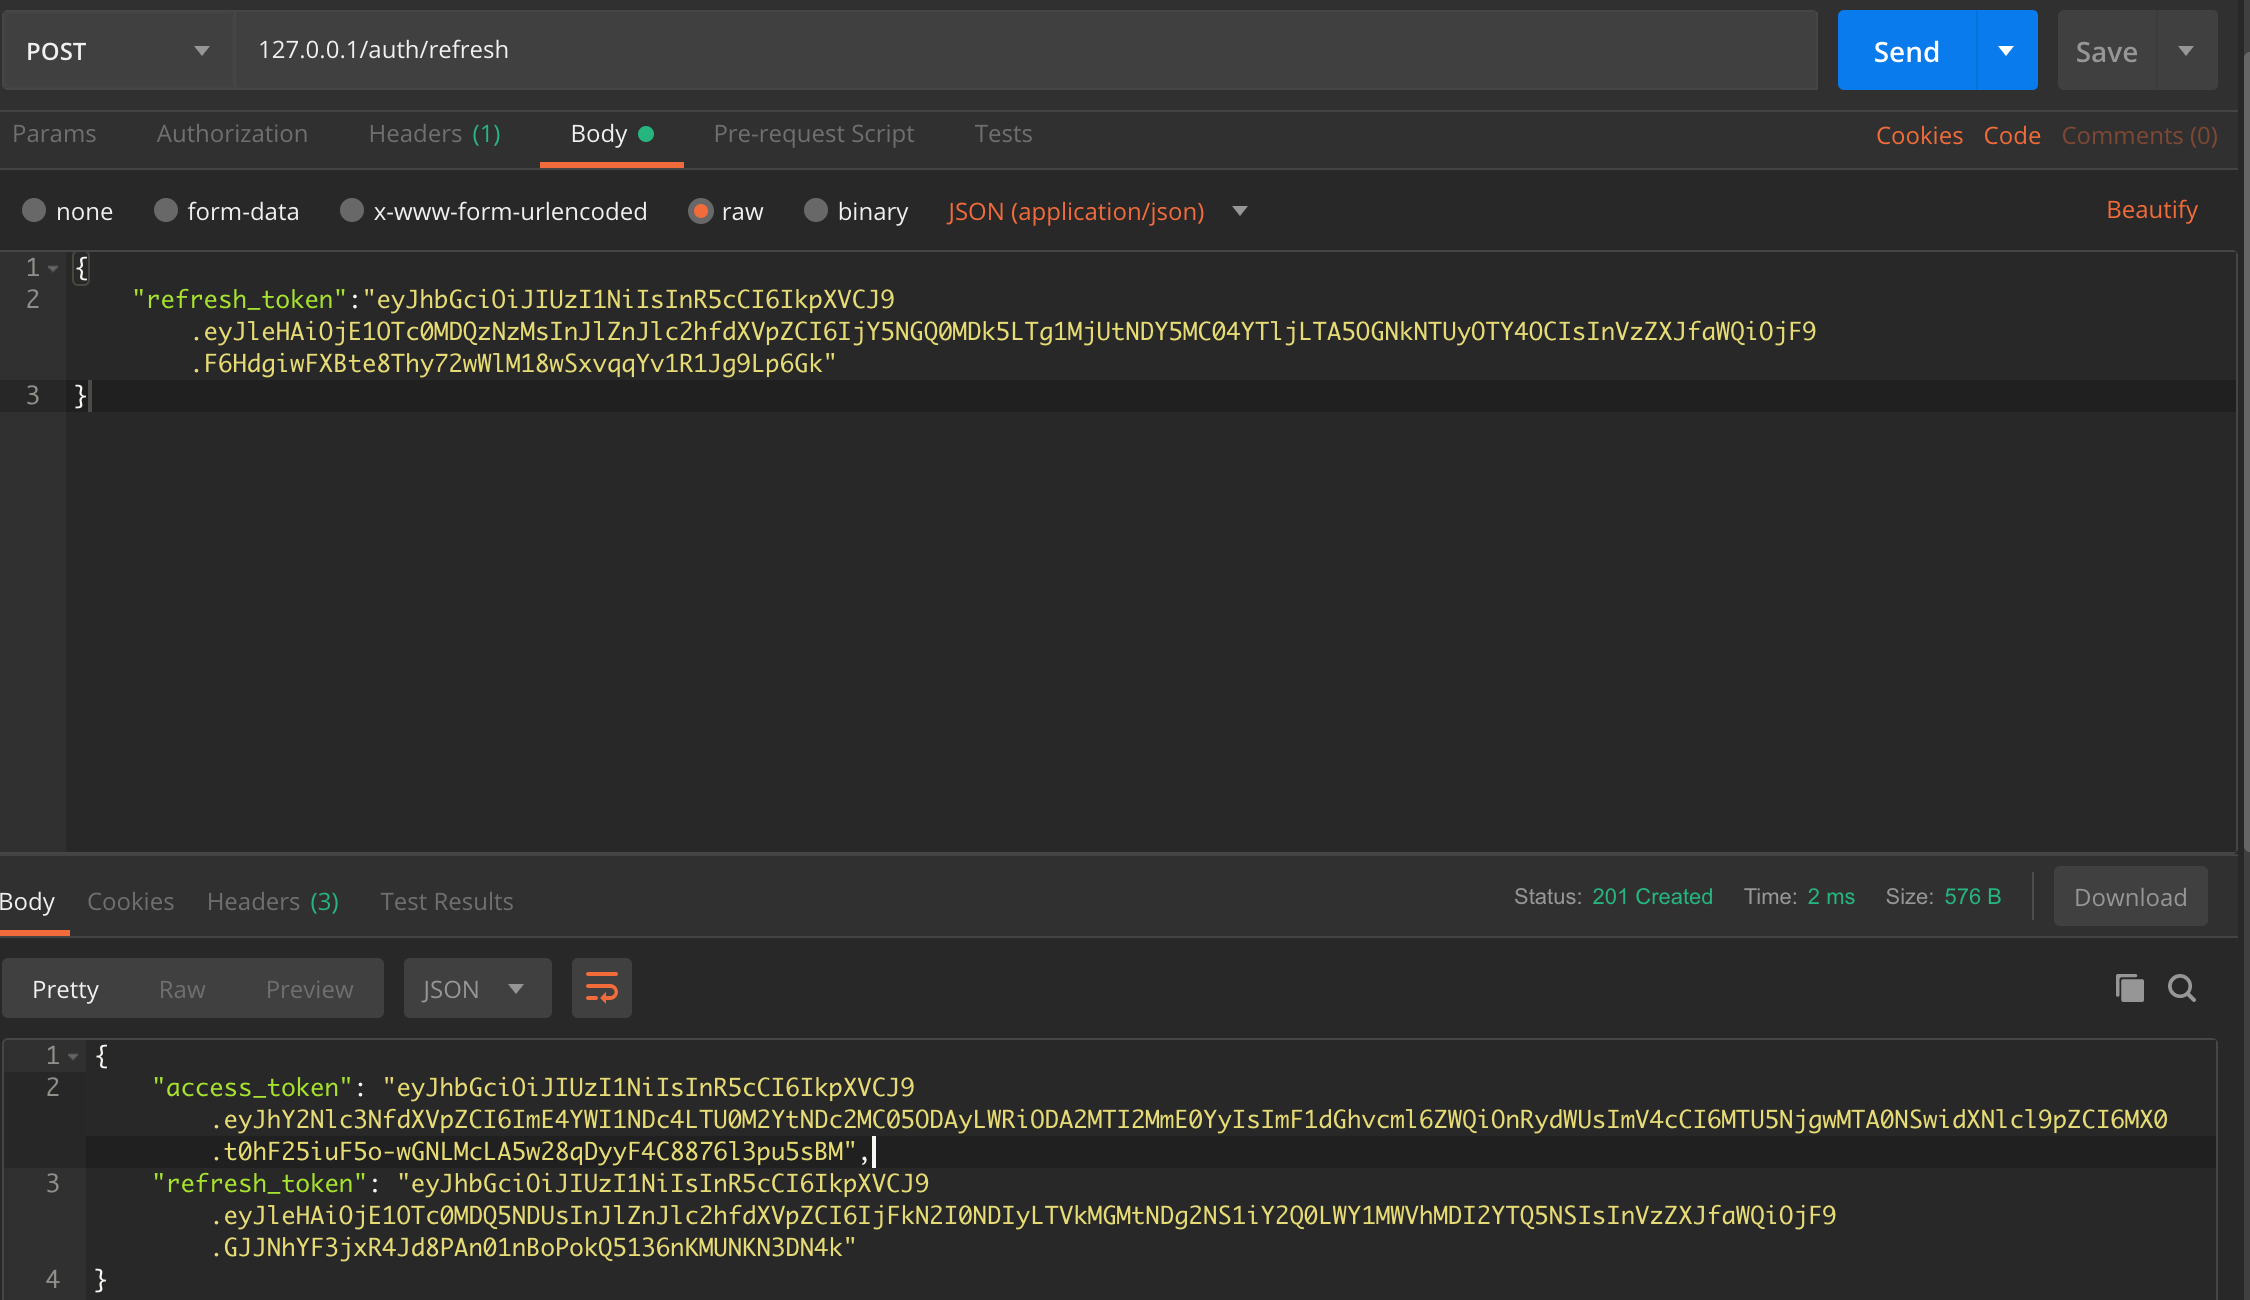 POST 127.0.0.1/auth/refresh Send Save
Params Authorization Headers (1) Body Pre-request Script Tests Cookies Code Comments (0)
none form-data x-www-form-urlencoded raw binary JSON (application/json) Beautify
1 {
2 "refresh_token":"eyJhbGciOiJIUzI1NiIsInR5cCI6IkpXVCJ9
.eyJleHAiOjE1OTc0MDQzNzMsInJlZnJlc2hfdXVpZCI6IjY5NGQ0MDk5LTg1MjUtNDY5MC04YTljLTA5OGNkNTUyOTY4OCIsInVzZXJfaWQiOjF9
.F6HdgiwFXBte8Thy72wWlM18wSxvqqYv1R1Jg9Lp6Gk"
3 }
Body Cookies Headers (3) Test Results Status: 201 Created Time: 2 ms Size: 576 B Download
Pretty Raw Preview JSON
1 {
2 "access_token": "eyJhbGciOiJIUzI1NiIsInR5cCI6IkpXVCJ9
.eyJhY2Nlc3NfdXVpZCI6ImE4YWI1NDc4LTU0M2YtNDc2MC05ODAyLWRiODA2MTI2MmE0YyIsImF1dGhvcml6ZWQiOnRydWUsImV4cCI6MTU5NjgwMTA0NSwidXNlcl9pZCI6MX0
.t0hF25iuF5o-wGNLMcLA5w28qDyyF4C8876l3pu5sBM",
3 "refresh_token": "eyJhbGciOiJIUzI1NiIsInR5cCI6IkpXVCJ9
.eyJleHAiOjE1OTc0MDQ5NDUsInJlZnJlc2hfdXVpZCI6IjFkN2I0NDIyLTVkMGMtNDg2NS1iY2Q0LWY1MWVhMDI2YTQ5NSIsInVzZXJfaWQiOjF9
.GJJNhYF3jxR4Jd8PAn01nBoPokQ5136nKMUNKN3DN4k"
4 }